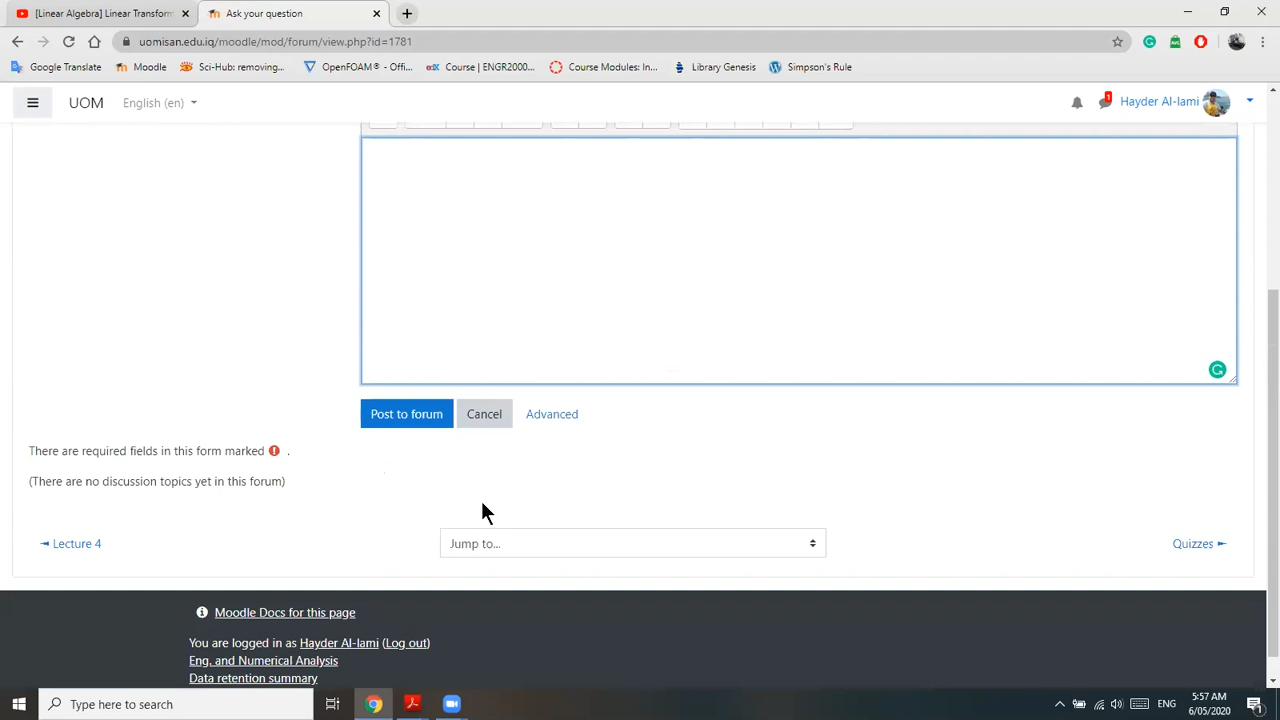 [Linear Algebra] Linear Transform
Ask your question
uomisan.edu.iq/moodle/mod/forum/view.php?id=1781
Google Translate
Moodle
Sci-Hub: removing...
OpenFOAM® - Offi...
Course | ENGR2000...
Course Modules: In...
Library Genesis
Simpson's Rule
UOM
English (en)
1
Hayder Al-lami
Post to forum
Cancel
Advanced
There are required fields in this form marked .
(There are no discussion topics yet in this forum)
◄ Lecture 4
Jump to...
Quizzes ►
Moodle Docs for this page
You are logged in as Hayder Al-lami (Log out)
Eng. and Numerical Analysis
Data retention summary
Type here to search
ENG
5:57 AM
6/05/2020
1